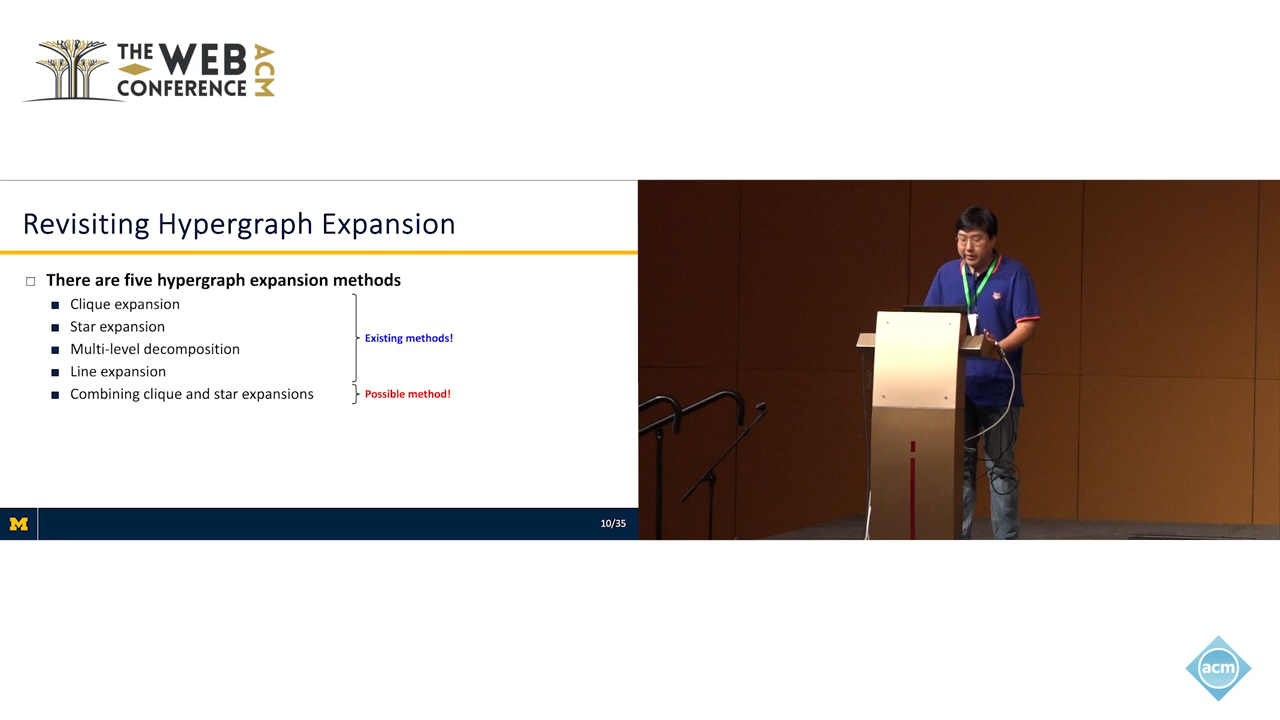 THE WEB
CONFERENCE
ACM
Revisiting Hypergraph Expansion
There are five hypergraph expansion methods
Clique expansion
Star expansion
Multi-level decomposition
Line expansion
Combining clique and star expansions
Existing methods!
Possible method!
M
10/35
acm